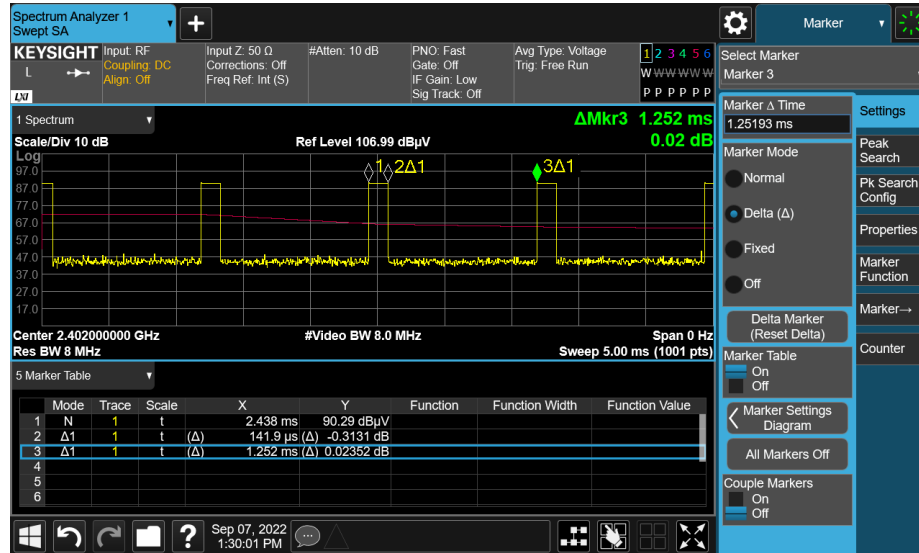 Spectrum Analyzer 1
Swept SA
Marker
KEYSIGHT
L
LXI
Input: RF
Coupling: DC
Align: Off
Input Z: 50 Ω
Corrections: Off
Freq Ref: Int (S)
#Atten: 10 dB
PNO: Fast
Gate: Off
IF Gain: Low
Sig Track: Off
Avg Type: Voltage
Trig: Free Run
1 2 3 4 5 6
W W W W W W
P P P P P P
Select Marker
Marker 3
1 Spectrum
ΔMkr3 1.252 ms
0.02 dB
Scale/Div 10 dB
Ref Level 106.99 dBµV
Log
97.0
87.0
77.0
67.0
57.0
47.0
37.0
27.0
17.0
1
2Δ1
3Δ1
Center 2.402000000 GHz
#Video BW 8.0 MHz
Span 0 Hz
Res BW 8 MHz
Sweep 5.00 ms (1001 pts)
5 Marker Table
Mode Trace Scale X Y Function Function Width Function Value
1 N 1 t 2.438 ms 90.29 dBµV
2 Δ1 1 t (Δ) 141.9 µs (Δ) -0.3131 dB
3 Δ1 1 t (Δ) 1.252 ms (Δ) 0.02352 dB
4
5
6
Marker Δ Time
1.25193 ms
Marker Mode
Normal
Delta (Δ)
Fixed
Off
Delta Marker
(Reset Delta)
Marker Table
On
Off
Marker Settings
Diagram
All Markers Off
Couple Markers
On
Off
Settings
Peak
Search
Pk Search
Config
Properties
Marker
Function
Marker→
Counter
?
Sep 07, 2022
1:30:01 PM